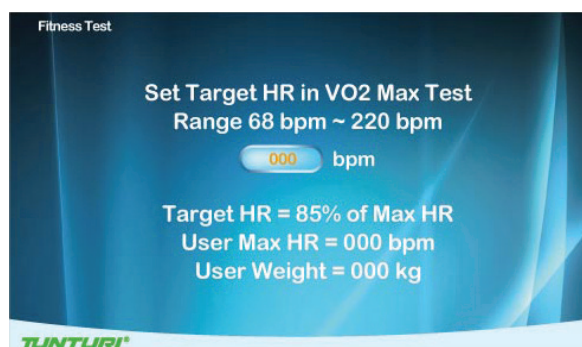 Fitness Test
Set Target HR in VO2 Max Test
Range 68 bpm ~ 220 bpm
000 bpm
Target HR = 85% of Max HR
User Max HR = 000 bpm
User Weight = 000 kg
TUNTURI®